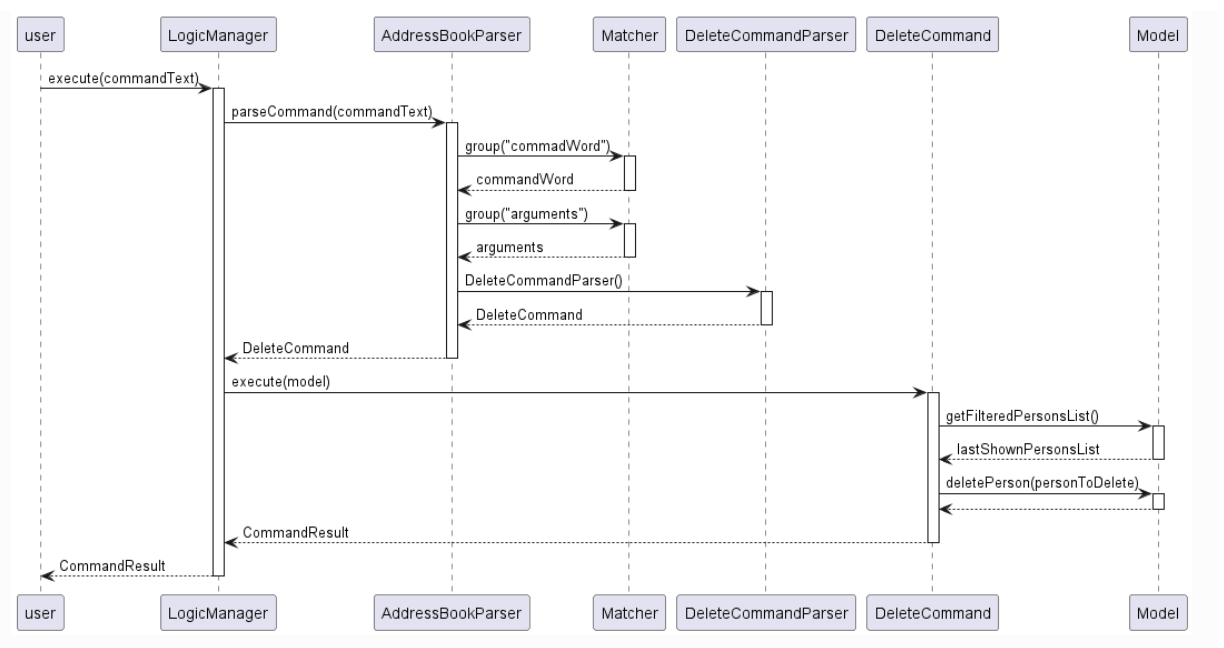 user LogicManager AddressBookParser Matcher DeleteCommandParser DeleteCommand Model
execute(commandText)
parseCommand(commandText)
group("commadWord")
commandWord
group("arguments")
arguments
DeleteCommandParser()
DeleteCommand
DeleteCommand
execute(model)
getFilteredPersonsList()
lastShownPersonsList
deletePerson(personToDelete)
CommandResult
CommandResult
user LogicManager AddressBookParser Matcher DeleteCommandParser DeleteCommand Model